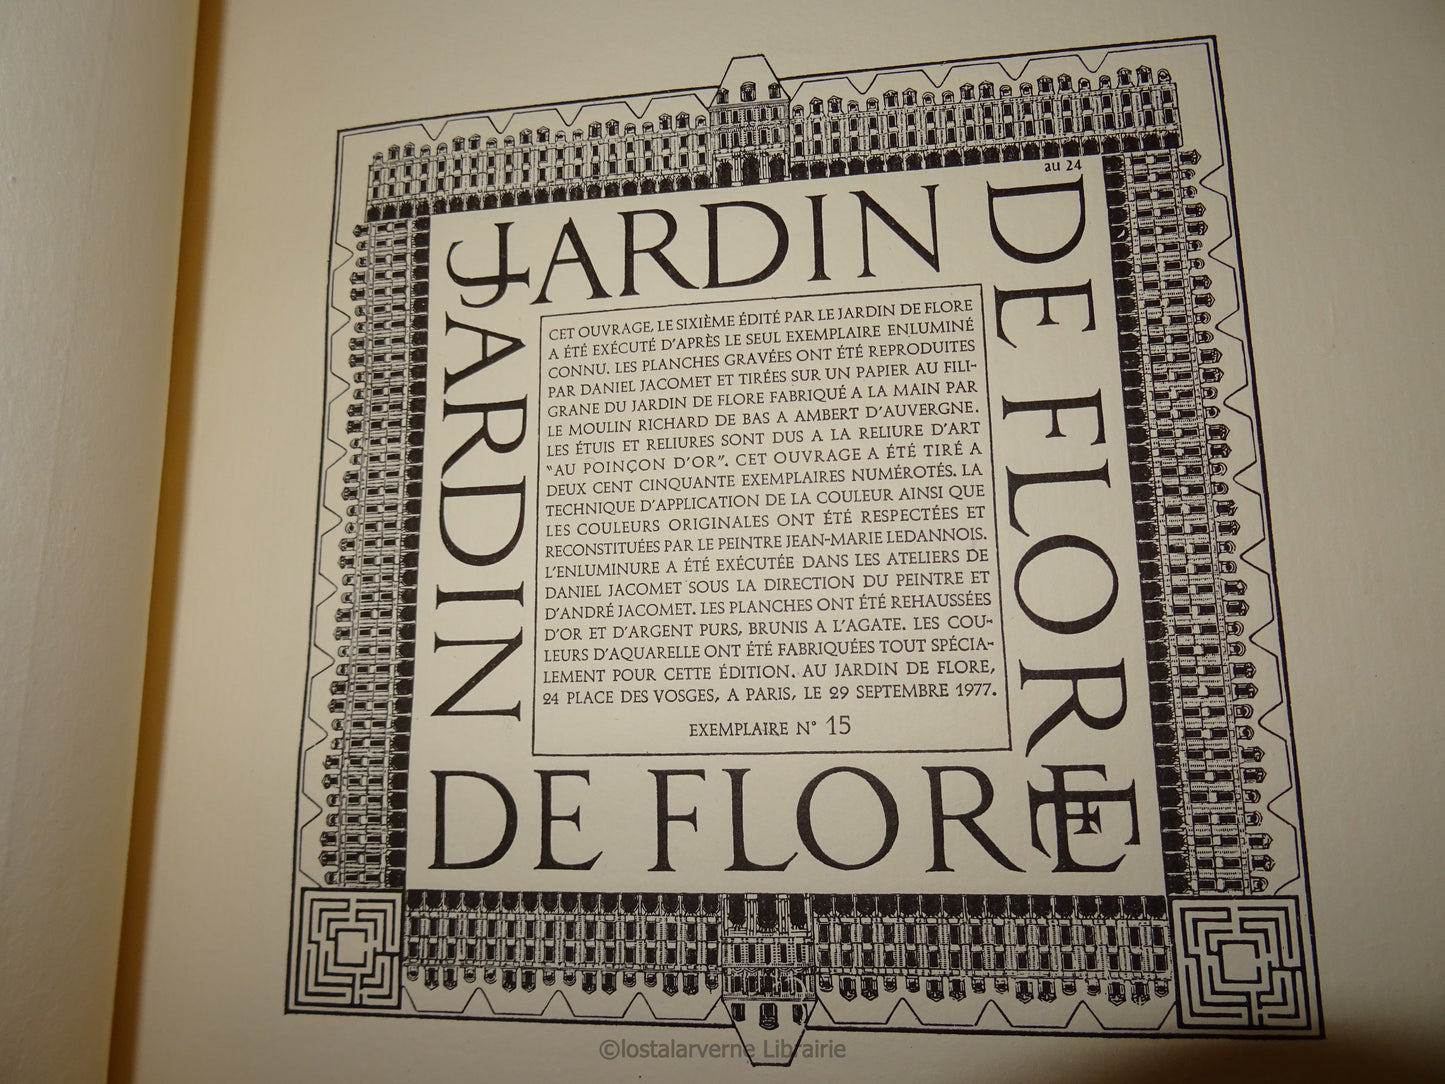 au 24
JARDIN
DE FLORE
JARDIN
DE FLORE
CET OUVRAGE, LE SIXIÈME ÉDITÉ PAR LE JARDIN DE FLORE
A ÉTÉ EXÉCUTÉ D'APRÈS LE SEUL EXEMPLAIRE ENLUMINÉ
CONNU. LES PLANCHES GRAVÉES ONT ÉTÉ REPRODUITES
PAR DANIEL JACOMET ET TIRÉES SUR UN PAPIER AU FILI-
GRANE DU JARDIN DE FLORE FABRIQUÉ A LA MAIN PAR
LE MOULIN RICHARD DE BAS A AMBERT D'AUVERGNE.
LES ÉTUIS ET RELIURES SONT DUS A LA RELIURE D'ART
"AU POINÇON D'OR". CET OUVRAGE A ÉTÉ TIRÉ A
DEUX CENT CINQUANTE EXEMPLAIRES NUMÉROTÉS. LA
TECHNIQUE D'APPLICATION DE LA COULEUR AINSI QUE
LES COULEURS ORIGINALES ONT ÉTÉ RESPECTÉES ET
RECONSTITUÉES PAR LE PEINTRE JEAN-MARIE LEDANNOIS.
L'ENLUMINURE A ÉTÉ EXÉCUTÉE DANS LES ATELIERS DE
DANIEL JACOMET SOUS LA DIRECTION DU PEINTRE ET
D'ANDRÉ JACOMET. LES PLANCHES ONT ÉTÉ REHAUSSÉES
D'OR ET D'ARGENT PURS, BRUNIS A L'AGATE. LES COU-
LEURS D'AQUARELLE ONT ÉTÉ FABRIQUÉES TOUT SPÉCIA-
LEMENT POUR CETTE ÉDITION. AU JARDIN DE FLORE,
24 PLACE DES VOSGES, A PARIS, LE 29 SEPTEMBRE 1977.
EXEMPLAIRE N° 15
©lostalarverne Librairie